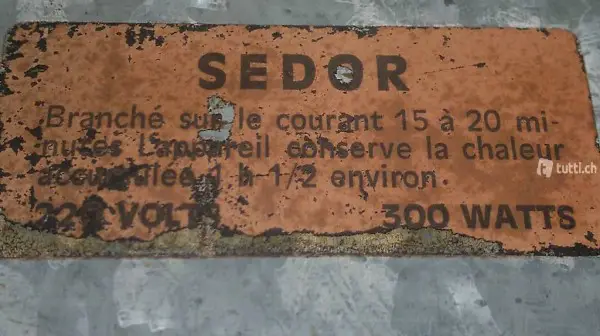 SEDOR
Branché sur le courant 15 à 20 mi-
nutes L'appareil conserve la chaleur
accumulée 1 h 1/2 environ.
VOLTS 300 WATTS
tutti.ch